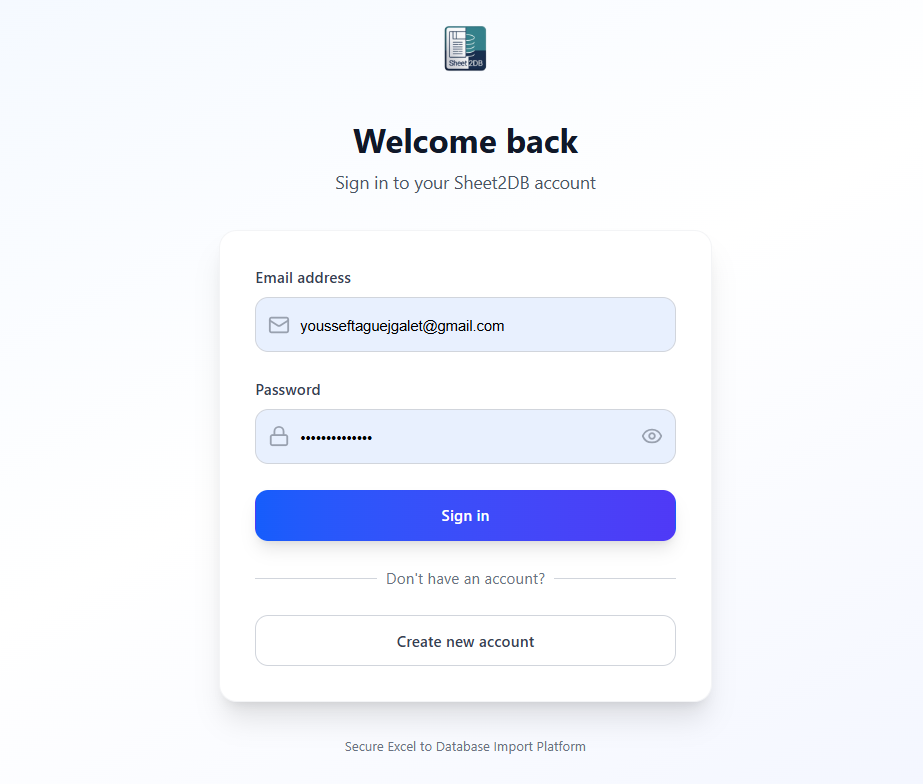 Sheet2DB
Welcome back
Sign in to your Sheet2DB account
Email address
yousseftaguejgalet@gmail.com
Password
••••••••••••••
Sign in
Don't have an account?
Create new account
Secure Excel to Database Import Platform